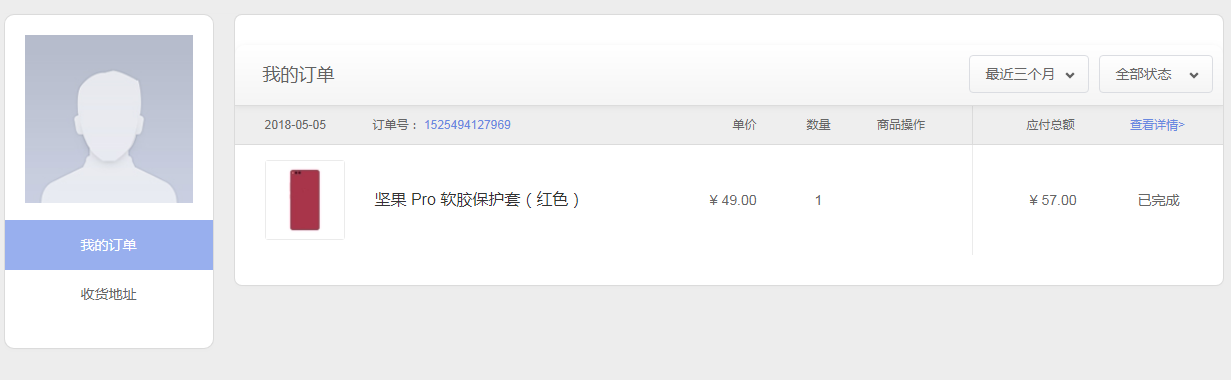 我的订单
收货地址
我的订单 最近三个月 全部状态
2018-05-05 订单号： 1525494127969 单价 数量 商品操作 应付总额 查看详情>
坚果 Pro 软胶保护套（红色） ¥ 49.00 1 ¥ 57.00 已完成